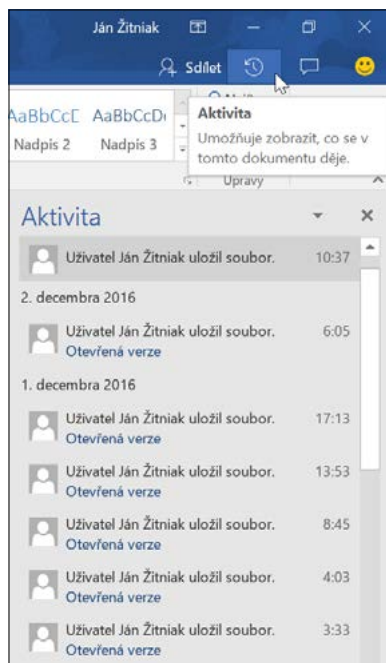 Ján Žitniak
Sdílet
AaBbCcE AaBbCcDı
Nadpis 2 Nadpis 3
Aktivita
Umožňuje zobrazit, co se v
tomto dokumentu děje.
Úpravy
Aktivita
Uživatel Ján Žitniak uložil soubor. 10:37
2. decembra 2016
Uživatel Ján Žitniak uložil soubor. 6:05
Otevřená verze
1. decembra 2016
Uživatel Ján Žitniak uložil soubor. 17:13
Otevřená verze
Uživatel Ján Žitniak uložil soubor. 13:53
Otevřená verze
Uživatel Ján Žitniak uložil soubor. 8:45
Otevřená verze
Uživatel Ján Žitniak uložil soubor. 4:03
Otevřená verze
Uživatel Ján Žitniak uložil soubor. 3:33
Otevřená verze